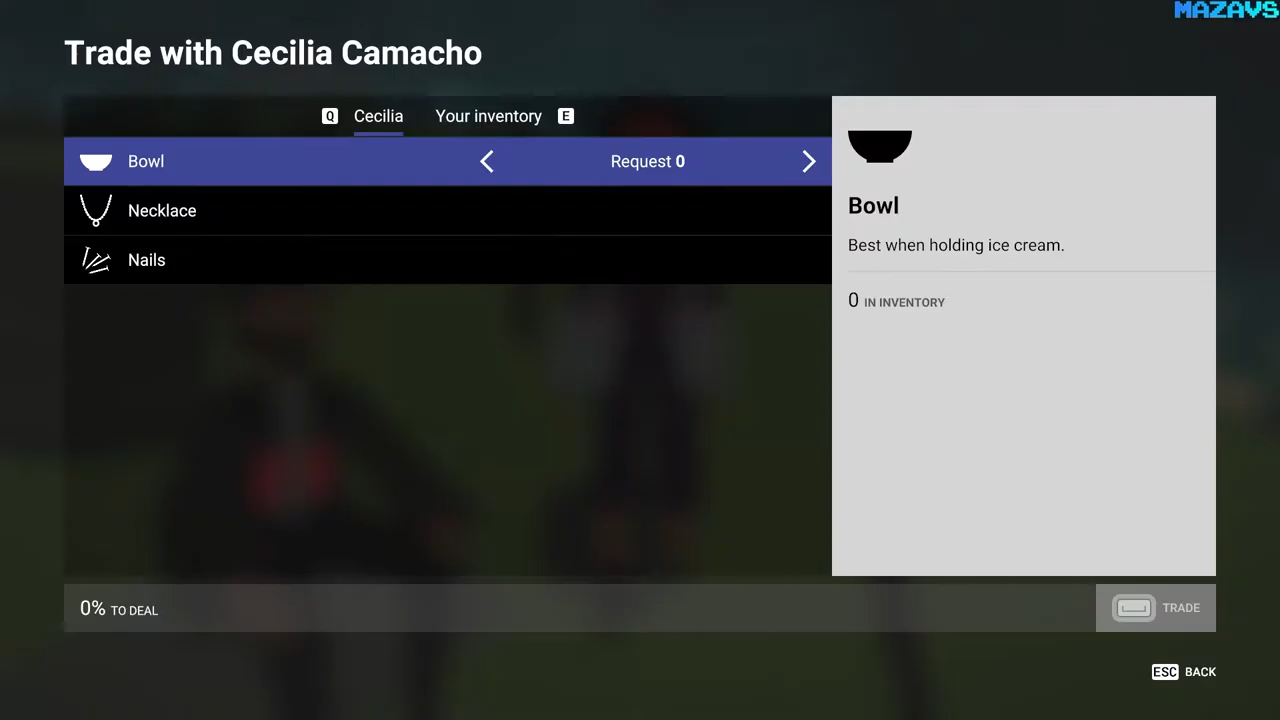 MAZAVS
Trade with Cecilia Camacho
Q Cecilia Your inventory E
Bowl Request 0
Necklace
Nails
Bowl
Best when holding ice cream.
0 IN INVENTORY
0% TO DEAL
TRADE
ESC BACK